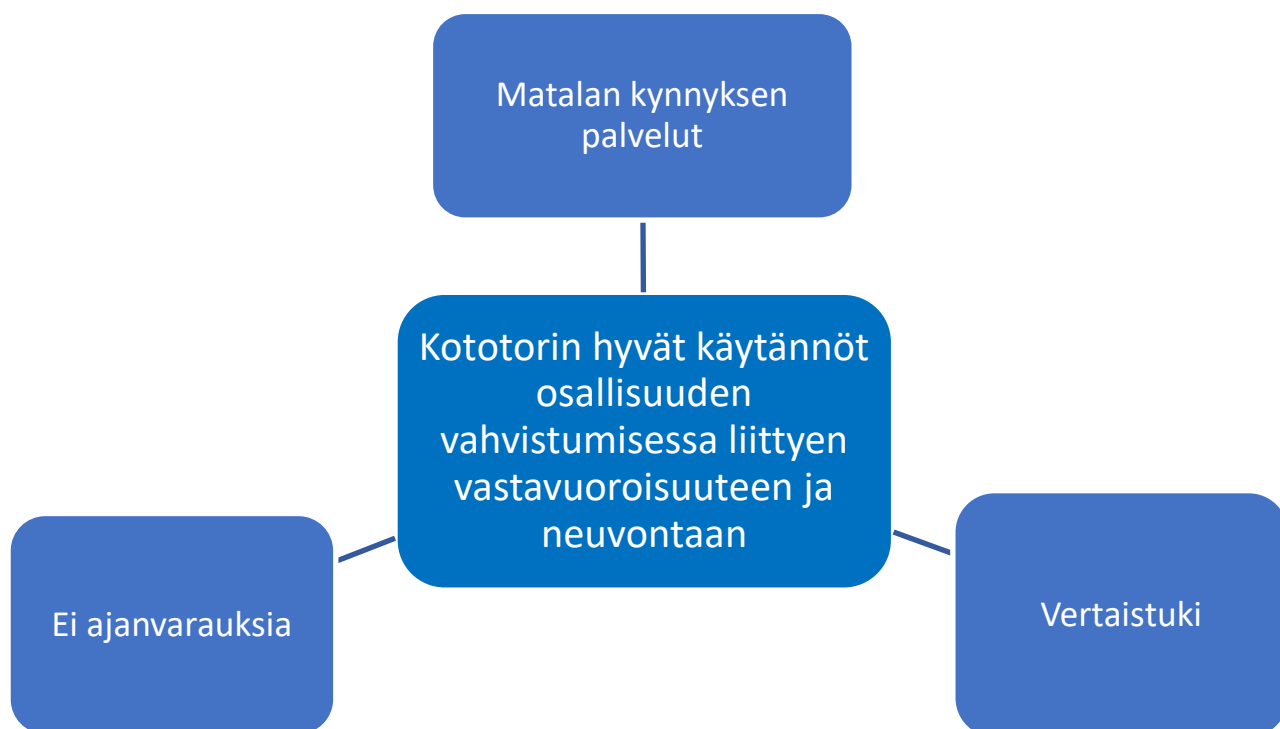 Matalan kynnyksen
palvelut
Kototorin hyvät käytännöt
osallisuuden
vahvistumisessa liittyen
vastavuoroisuuteen ja
neuvontaan
Ei ajanvarauksia
Vertaistuki